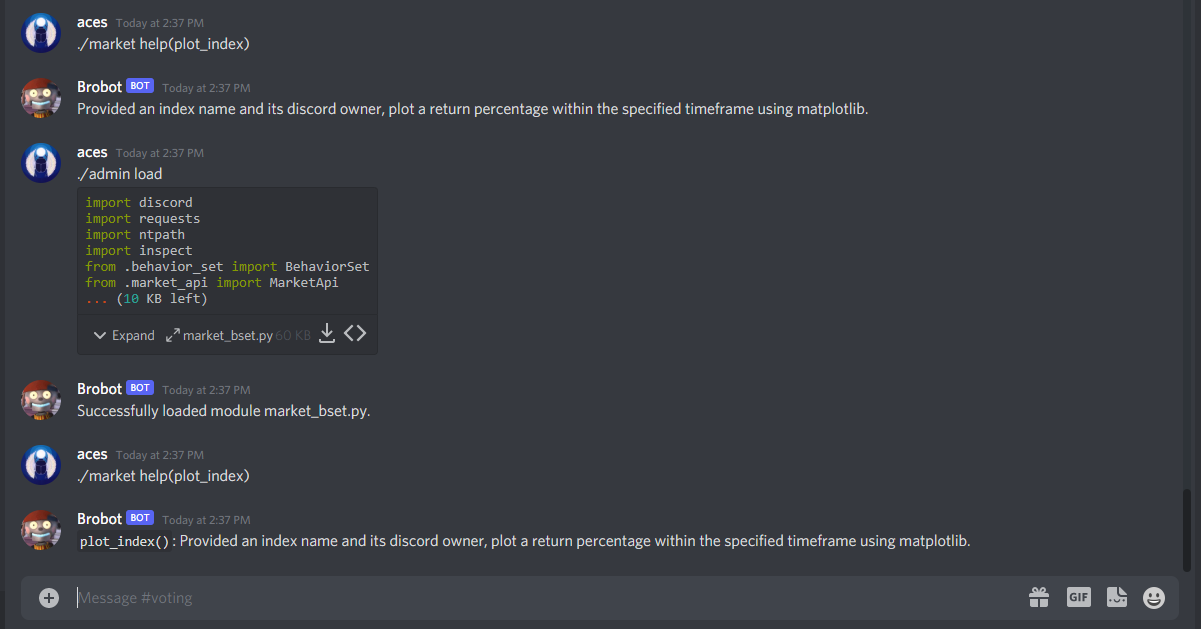 aces Today at 2:37 PM
./market help(plot_index)
Brobot BOT Today at 2:37 PM
Provided an index name and its discord owner, plot a return percentage within the specified timeframe using matplotlib.
aces Today at 2:37 PM
./admin load
import discord
import requests
import ntpath
import inspect
from .behavior_set import BehaviorSet
from .market_api import MarketApi
... (10 KB left)
Expand market_bset.py 60 KB
Brobot BOT Today at 2:37 PM
Successfully loaded module market_bset.py.
aces Today at 2:37 PM
./market help(plot_index)
Brobot BOT Today at 2:37 PM
plot_index(): Provided an index name and its discord owner, plot a return percentage within the specified timeframe using matplotlib.
Message #voting
GIF